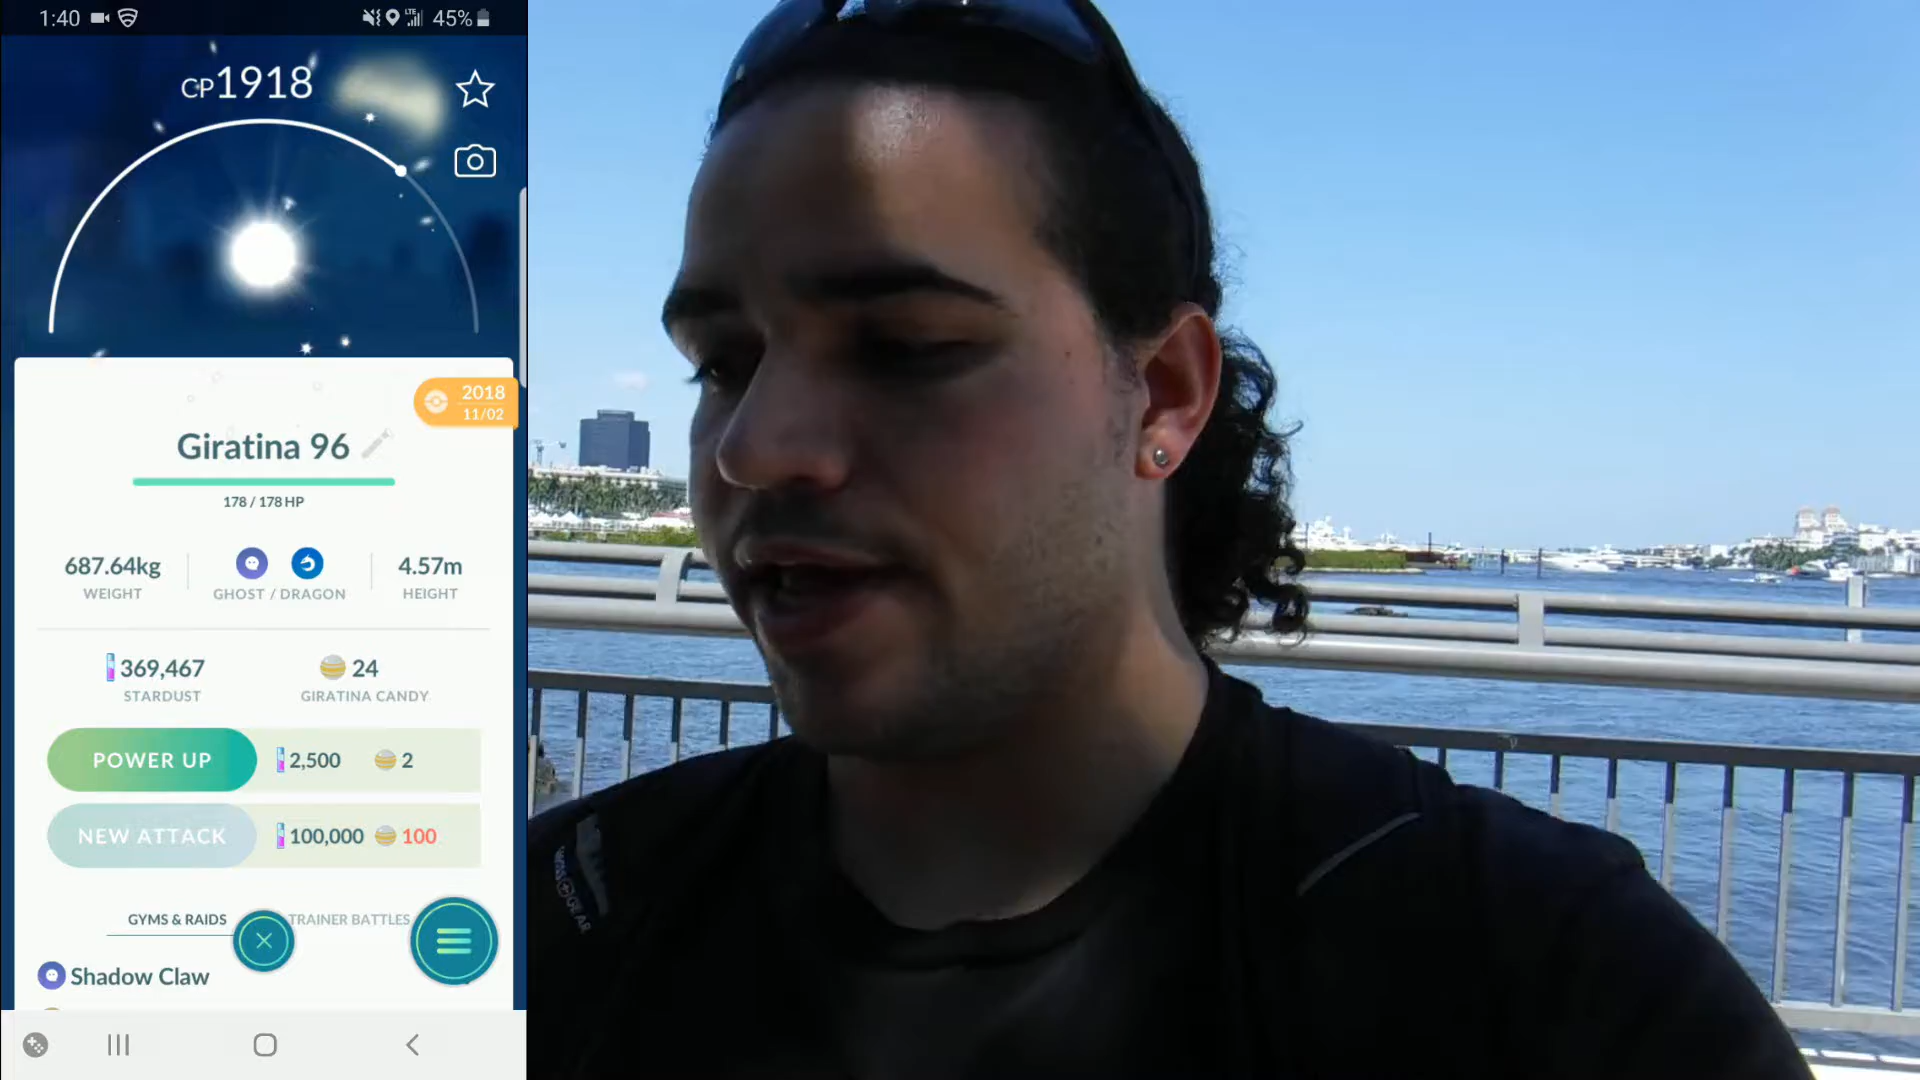 1:40
LTE
45%
CP1918
2018
11/02
Giratina 96
178 / 178 HP
687.64kg
WEIGHT
GHOST / DRAGON
4.57m
HEIGHT
369,467
STARDUST
24
GIRATINA CANDY
POWER UP
2,500
2
NEW ATTACK
100,000
100
GYMS & RAIDS
TRAINER BATTLES
Shadow Claw